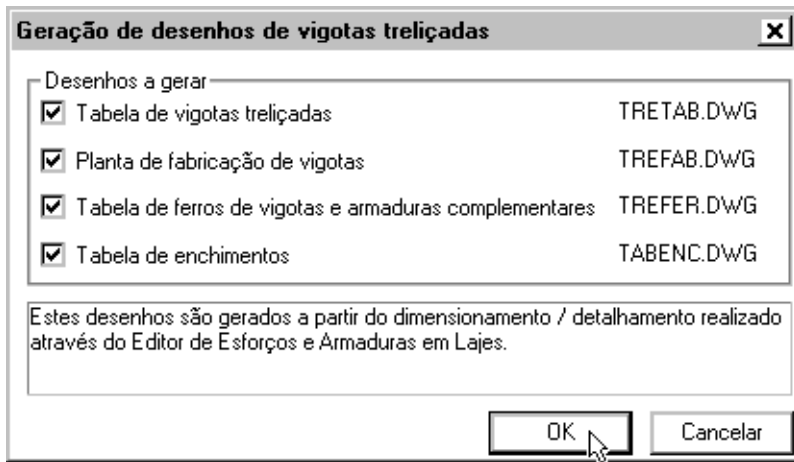 Geração de desenhos de vigotas treliçadas
Desenhos a gerar
Tabela de vigotas treliçadas TRETAB.DWG
Planta de fabricação de vigotas TREFAB.DWG
Tabela de ferros de vigotas e armaduras complementares TREFER.DWG
Tabela de enchimentos TABENC.DWG
Estes desenhos são gerados a partir do dimensionamento / detalhamento realizado
através do Editor de Esforços e Armaduras em Lajes.
OK Cancelar